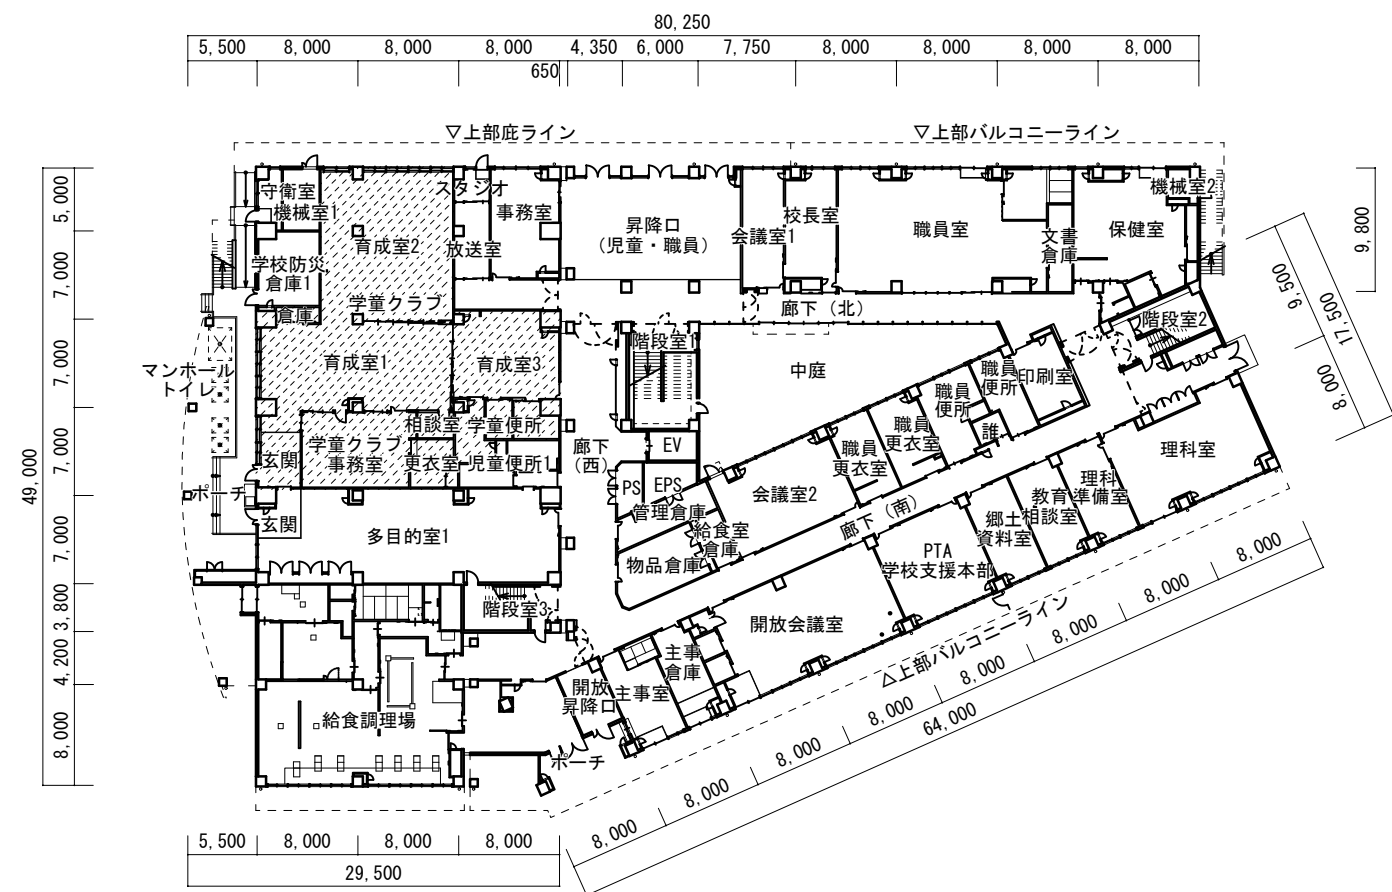 80,250
5,500 8,000 8,000 8,000 4,350 6,000 7,750 8,000 8,000 8,000 8,000
650
▽上部庇ライン
▽上部バルコニーライン
5,000
7,000
7,000
7,000
7,000
3,800
4,200
8,000
49,000
9,800
9,500
17,500
8,000
守衛室
機械室1
育成室2
スタジオ
事務室
放送室
昇降口
(児童・職員)
会議室1
校長室
職員室
文書
倉庫
保健室
機械室2
学校防災
倉庫1
倉庫
学童クラブ
廊下(北)
階段室1
階段室2
マンホール
トイレ
育成室1
育成室3
中庭
職員
便所
印刷室
職員
便所
誰
職員
更衣室
職員
更衣室
学童クラブ
事務室
相談室
学童便所
更衣室
児童便所1
玄関
廊下
(西)
EV
PS
EPS
管理倉庫
給食室
倉庫
会議室2
理科室
理科
準備室
教育
相談室
郷土
資料室
廊下(南)
ポーチ
玄関
多目的室1
物品倉庫
PTA
学校支援本部
階段室3
開放会議室
△上部バルコニーライン
主事
倉庫
主事室
開放
昇降口
給食調理場
ポーチ
8,000 8,000 8,000 8,000 8,000 8,000 8,000 8,000
64,000
5,500 8,000 8,000 8,000
29,500